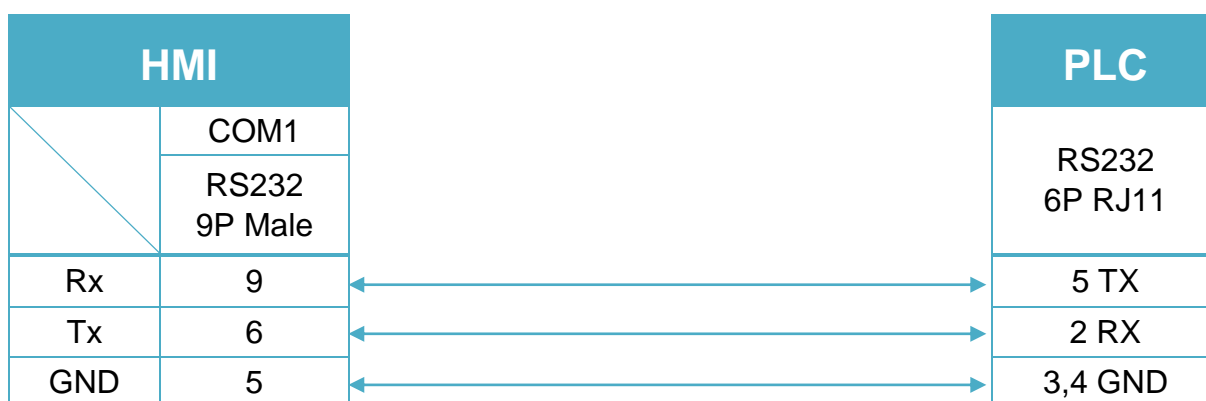 HMI
PLC
COM1
RS232
9P Male
RS232
6P RJ11
Rx 9 5 TX
Tx 6 2 RX
GND 5 3,4 GND